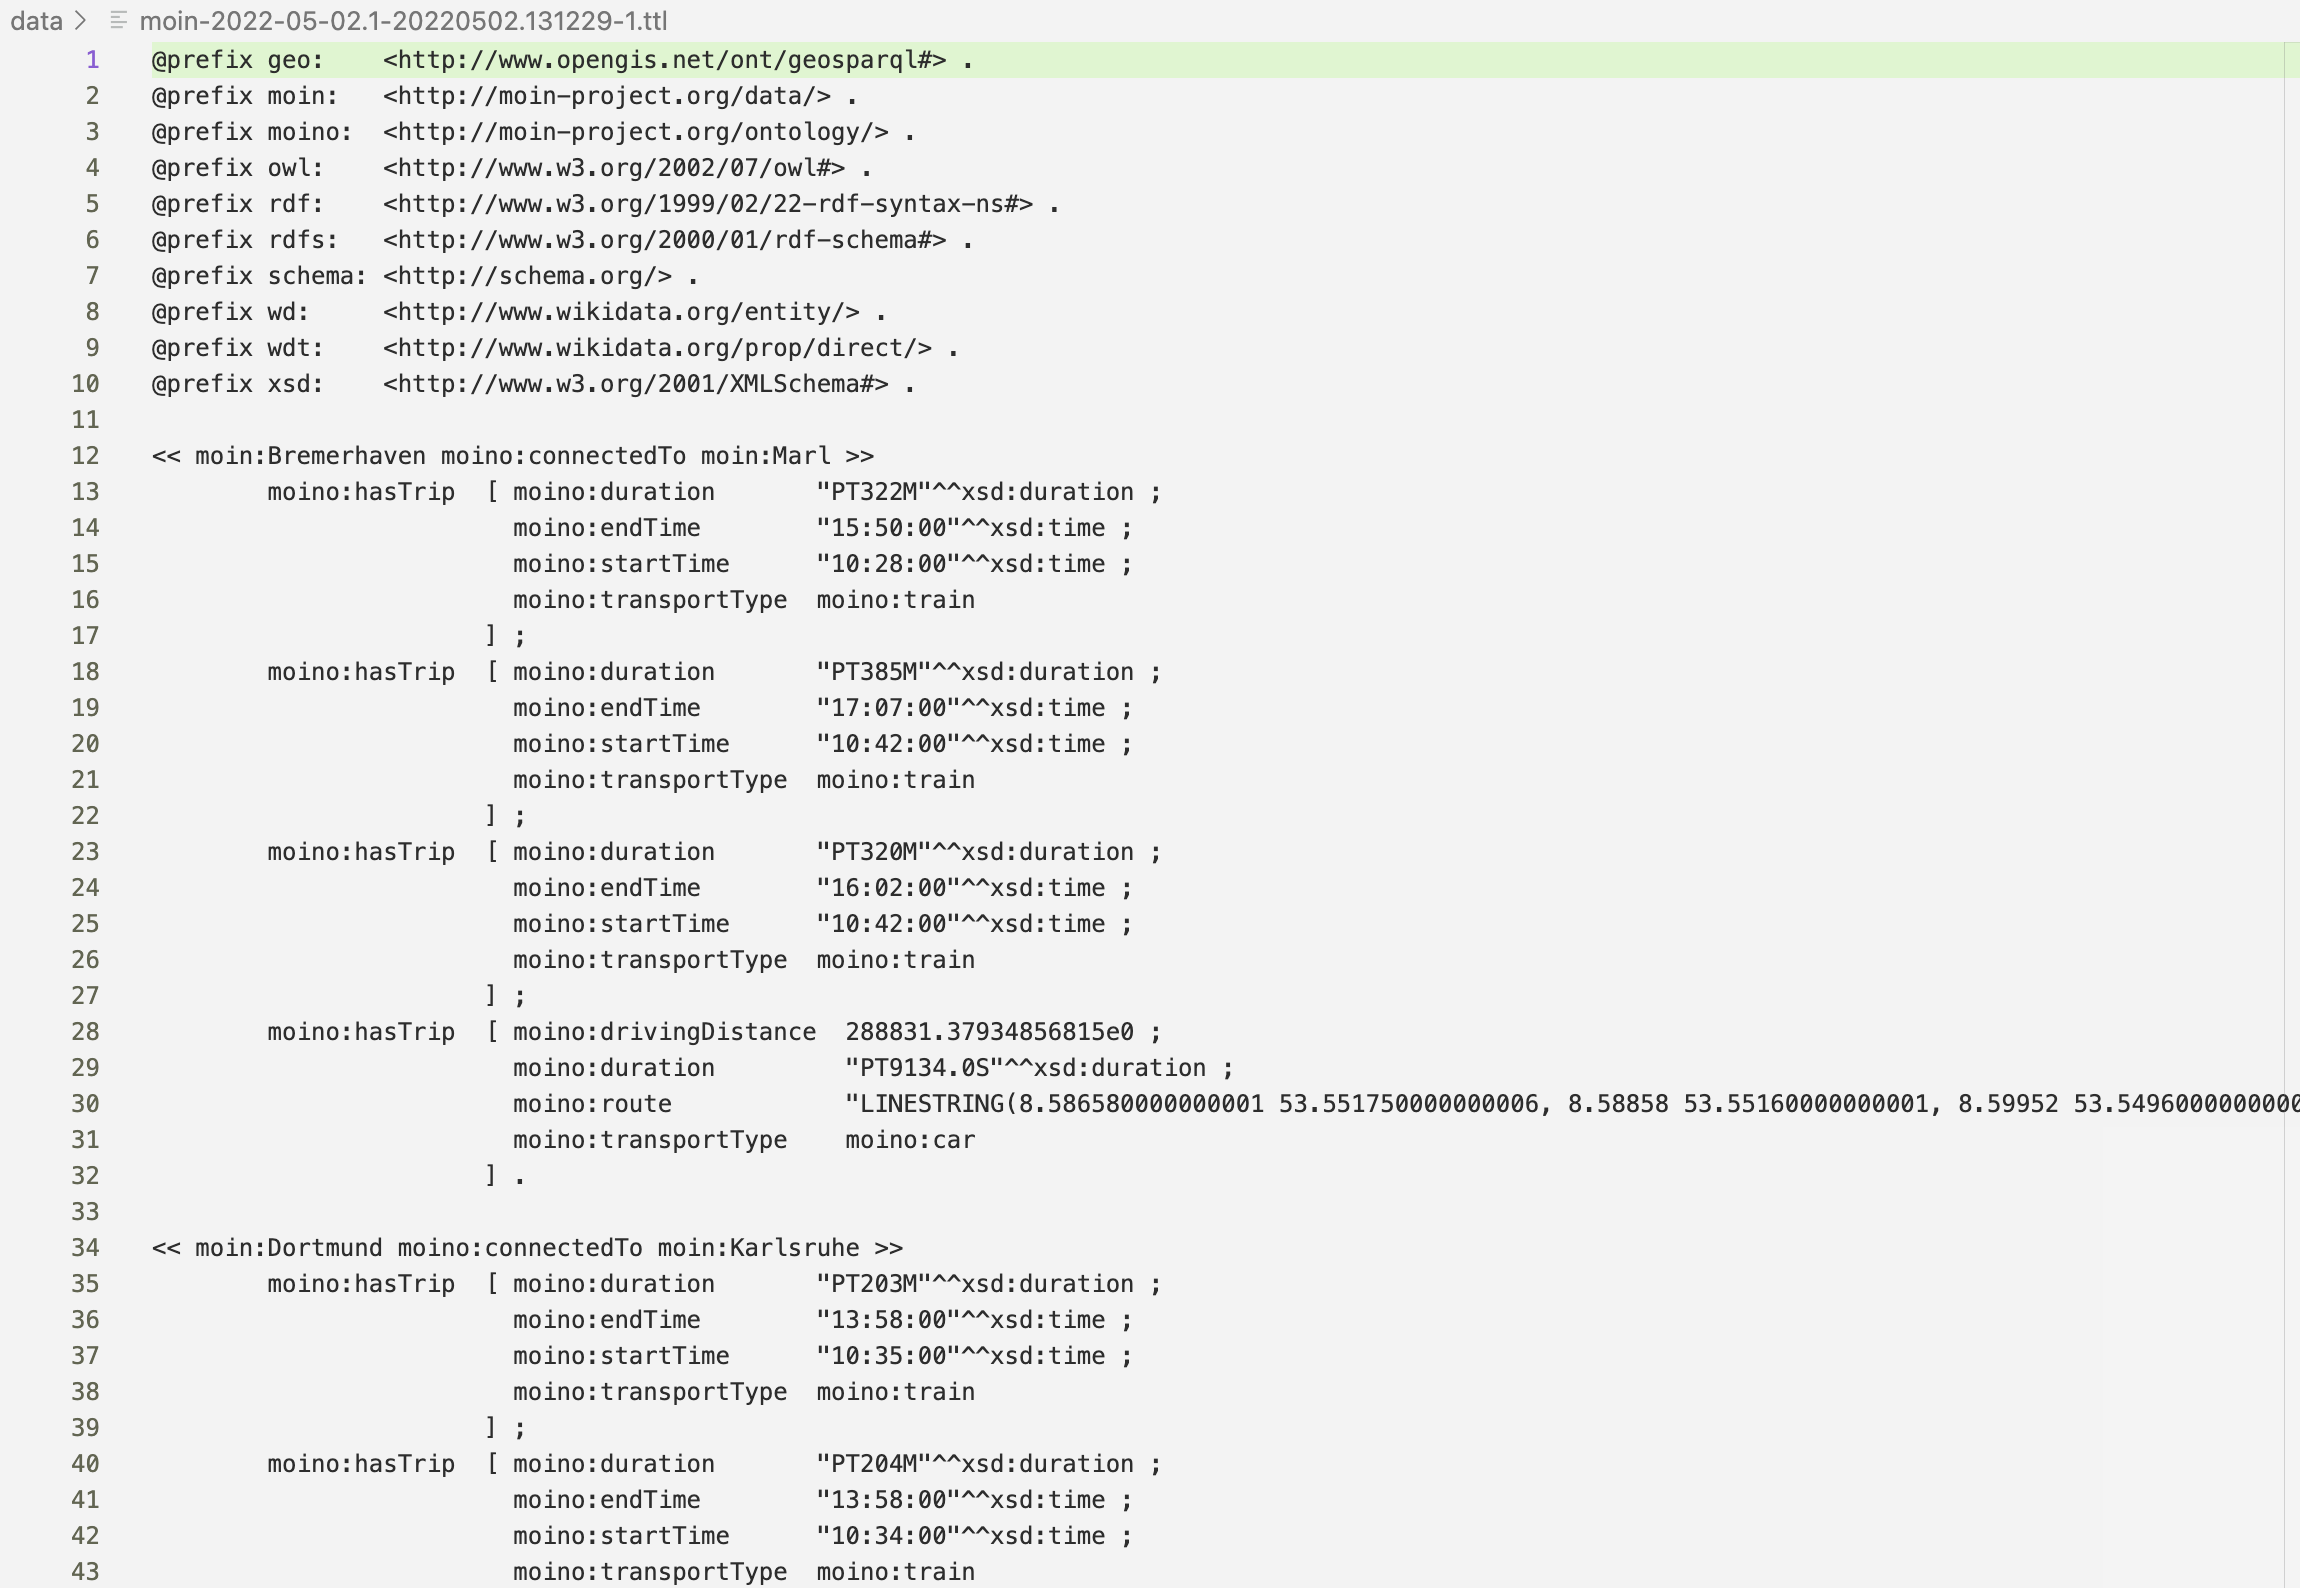 data > moin-2022-05-02.1-20220502.131229-1.ttl
1 @prefix geo: <http://www.opengis.net/ont/geosparql#> .
2 @prefix moin: <http://moin-project.org/data/> .
3 @prefix moino: <http://moin-project.org/ontology/> .
4 @prefix owl: <http://www.w3.org/2002/07/owl#> .
5 @prefix rdf: <http://www.w3.org/1999/02/22-rdf-syntax-ns#> .
6 @prefix rdfs: <http://www.w3.org/2000/01/rdf-schema#> .
7 @prefix schema: <http://schema.org/> .
8 @prefix wd: <http://www.wikidata.org/entity/> .
9 @prefix wdt: <http://www.wikidata.org/prop/direct/> .
10 @prefix xsd: <http://www.w3.org/2001/XMLSchema#> .
11
12 << moin:Bremerhaven moino:connectedTo moin:Marl >>
13 moino:hasTrip [ moino:duration "PT322M"^^xsd:duration ;
14 moino:endTime "15:50:00"^^xsd:time ;
15 moino:startTime "10:28:00"^^xsd:time ;
16 moino:transportType moino:train
17 ] ;
18 moino:hasTrip [ moino:duration "PT385M"^^xsd:duration ;
19 moino:endTime "17:07:00"^^xsd:time ;
20 moino:startTime "10:42:00"^^xsd:time ;
21 moino:transportType moino:train
22 ] ;
23 moino:hasTrip [ moino:duration "PT320M"^^xsd:duration ;
24 moino:endTime "16:02:00"^^xsd:time ;
25 moino:startTime "10:42:00"^^xsd:time ;
26 moino:transportType moino:train
27 ] ;
28 moino:hasTrip [ moino:drivingDistance 288831.37934856815e0 ;
29 moino:duration "PT9134.0S"^^xsd:duration ;
30 moino:route "LINESTRING(8.586580000000001 53.551750000000006, 8.58858 53.55160000000001, 8.59952 53.5496000000000
31 moino:transportType moino:car
32 ] .
33
34 << moin:Dortmund moino:connectedTo moin:Karlsruhe >>
35 moino:hasTrip [ moino:duration "PT203M"^^xsd:duration ;
36 moino:endTime "13:58:00"^^xsd:time ;
37 moino:startTime "10:35:00"^^xsd:time ;
38 moino:transportType moino:train
39 ] ;
40 moino:hasTrip [ moino:duration "PT204M"^^xsd:duration ;
41 moino:endTime "13:58:00"^^xsd:time ;
42 moino:startTime "10:34:00"^^xsd:time ;
43 moino:transportType moino:train